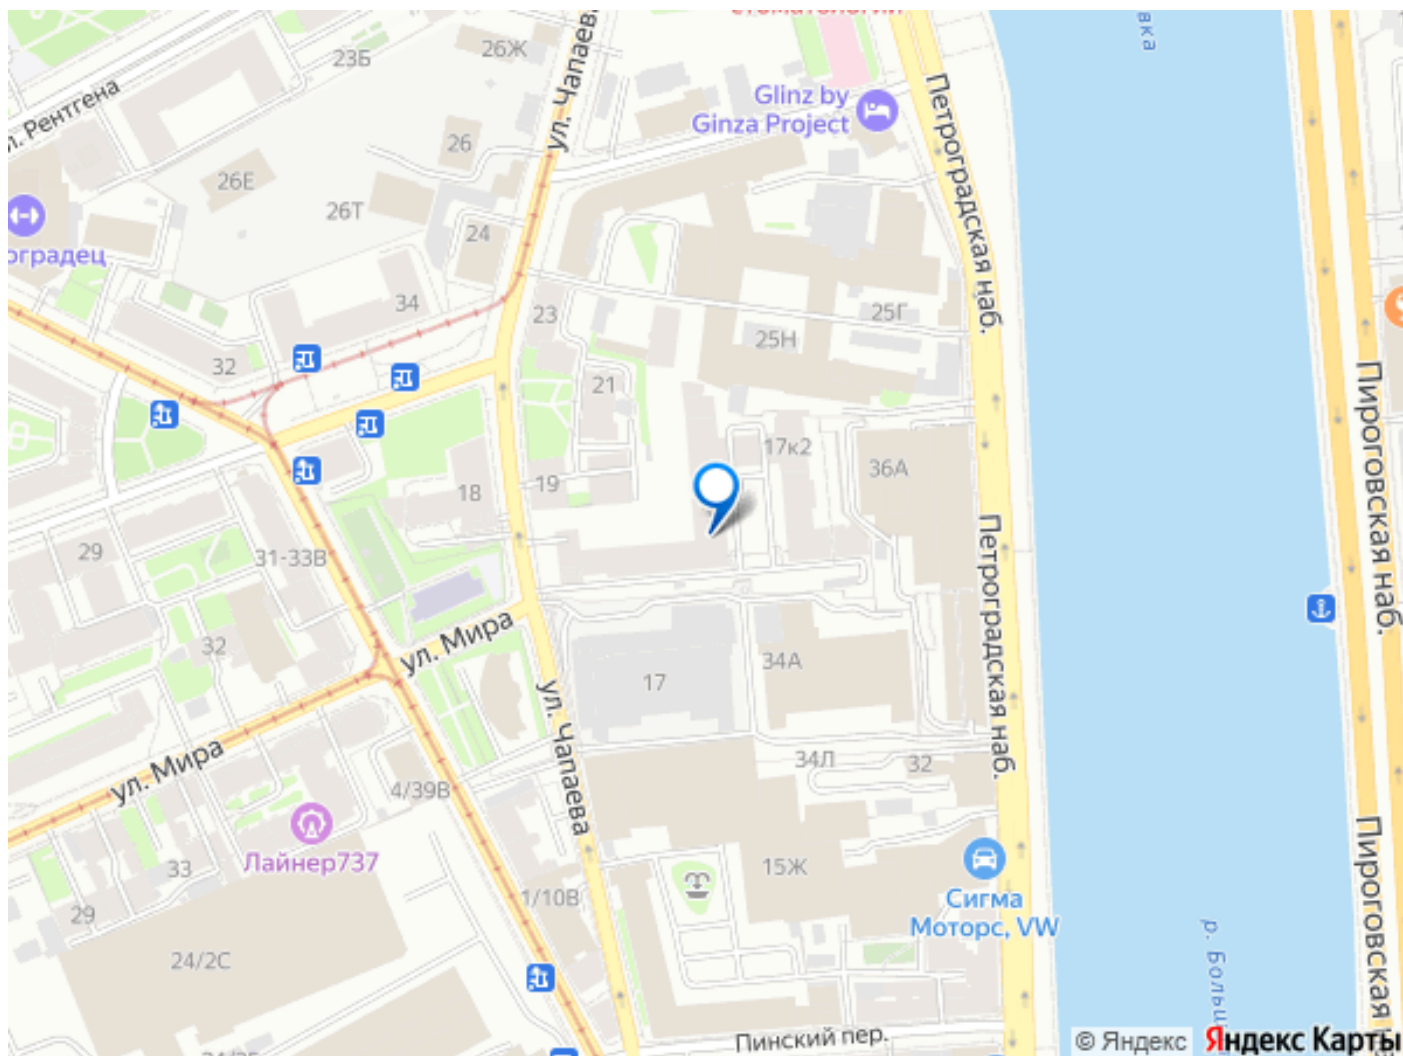 26Ж
23Б
ул. Чапаева
Рентгена
Glinz by
Ginza Project
Петроградская наб.
26
26Е
26Т
24
оградец
34
23
25Г
25Н
32
21
Пироговская наб.
17к2
36А
18
19
29
31-33В
Петроградская наб.
ул. Мира
32
34А
17
ул. Чапаева
ул. Мира
34Л
32
4/39В
Лайнер737
33
15Ж
1/10В
Сигма
Моторс, VW
29
24/2С
р. Больш
Пироговская
Пинский пер.
© Яндекс Яндекс Карты